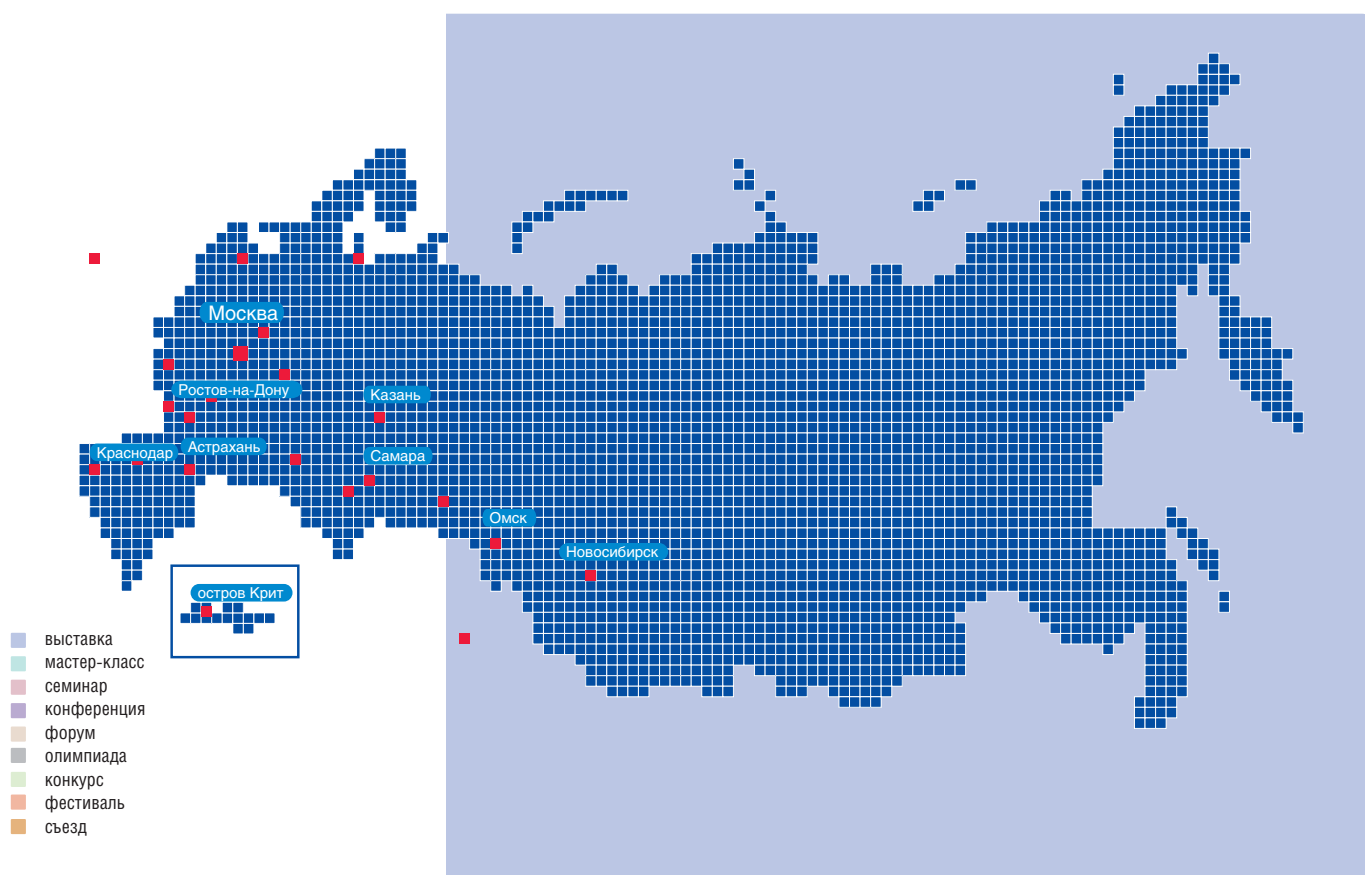 Москва
Ростов-на-Дону
Казань
Краснодар
Астрахань
Самара
Омск
Новосибирск
остров Крит
выставка
мастер-класс
семинар
конференция
форум
олимпиада
конкурс
фестиваль
съезд